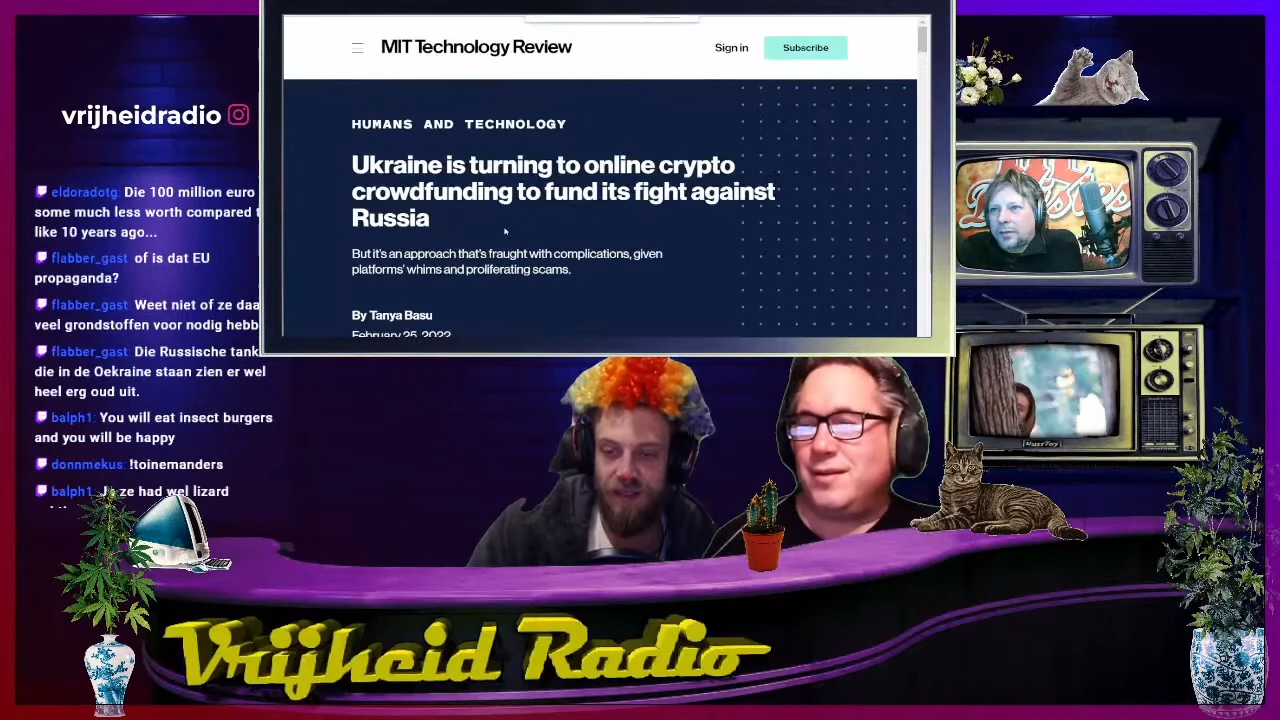 MIT Technology Review
Sign in
Subscribe
HUMANS AND TECHNOLOGY
Ukraine is turning to online crypto
crowdfunding to fund its fight against
Russia
But it's an approach that's fraught with complications, given
platforms' whims and proliferating scams.
By Tanya Basu
February 25, 2022
vrijheidradio
eldoradotg: Die 100 million euro
some much less worth compared
like 10 years ago...
flabber_gast: of is dat EU
propaganda?
flabber_gast: Weet niet of ze daa
veel grondstoffen voor nodig hebb
flabber_gast: Die Russische tank
die in de Oekraine staan zien er wel
heel erg oud uit.
balph1: You will eat insect burgers
and you will be happy
donnmekus: !toinemanders
balph1: ze had wel lizard
Vrijheid Radio